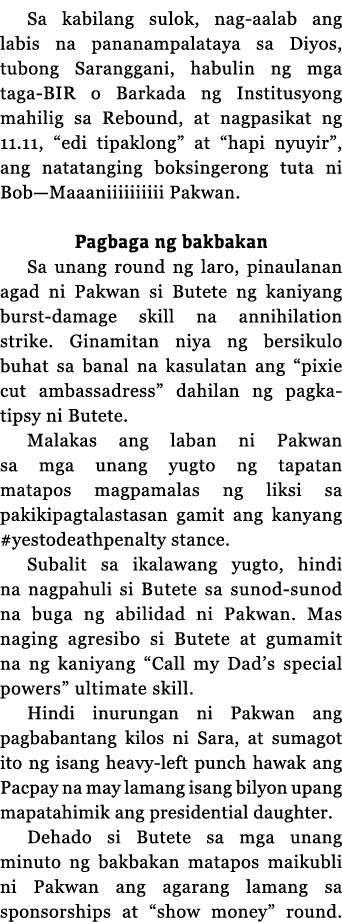 Sa kabilang sulok, nag-aalab ang
labis na pananampalataya sa Diyos,
tubong Saranggani, habulin ng mga
taga-BIR o Barkada ng Institusyong
mahilig sa Rebound, at nagpasikat ng
11.11, “edi tipaklong” at “hapi nyuyir”,
ang natatanging boksingerong tuta ni
Bob—Maaaniiiiiiiiii Pakwan.
Pagbaga ng bakbakan
Sa unang round ng laro, pinaulanan
agad ni Pakwan si Butete ng kaniyang
burst-damage skill na annihilation
strike. Ginamitan niya ng bersikulo
buhat sa banal na kasulatan ang “pixie
cut ambassadress” dahilan ng pagka-
tipsy ni Butete.
Malakas ang laban ni Pakwan
sa mga unang yugto ng tapatan
matapos magpamalas ng liksi sa
pakikipagtalastasan gamit ang kanyang
#yestodeathpenalty stance.
Subalit sa ikalawang yugto, hindi
na nagpahuli si Butete sa sunod-sunod
na buga ng abilidad ni Pakwan. Mas
naging agresibo si Butete at gumamit
na ng kaniyang “Call my Dad’s special
powers” ultimate skill.
Hindi inurungan ni Pakwan ang
pagbabantang kilos ni Sara, at sumagot
ito ng isang heavy-left punch hawak ang
Pacpay na may lamang isang bilyon upang
mapatahimik ang presidential daughter.
Dehado si Butete sa mga unang
minuto ng bakbakan matapos maikubli
ni Pakwan ang agarang lamang sa
sponsorships at “show money” round.